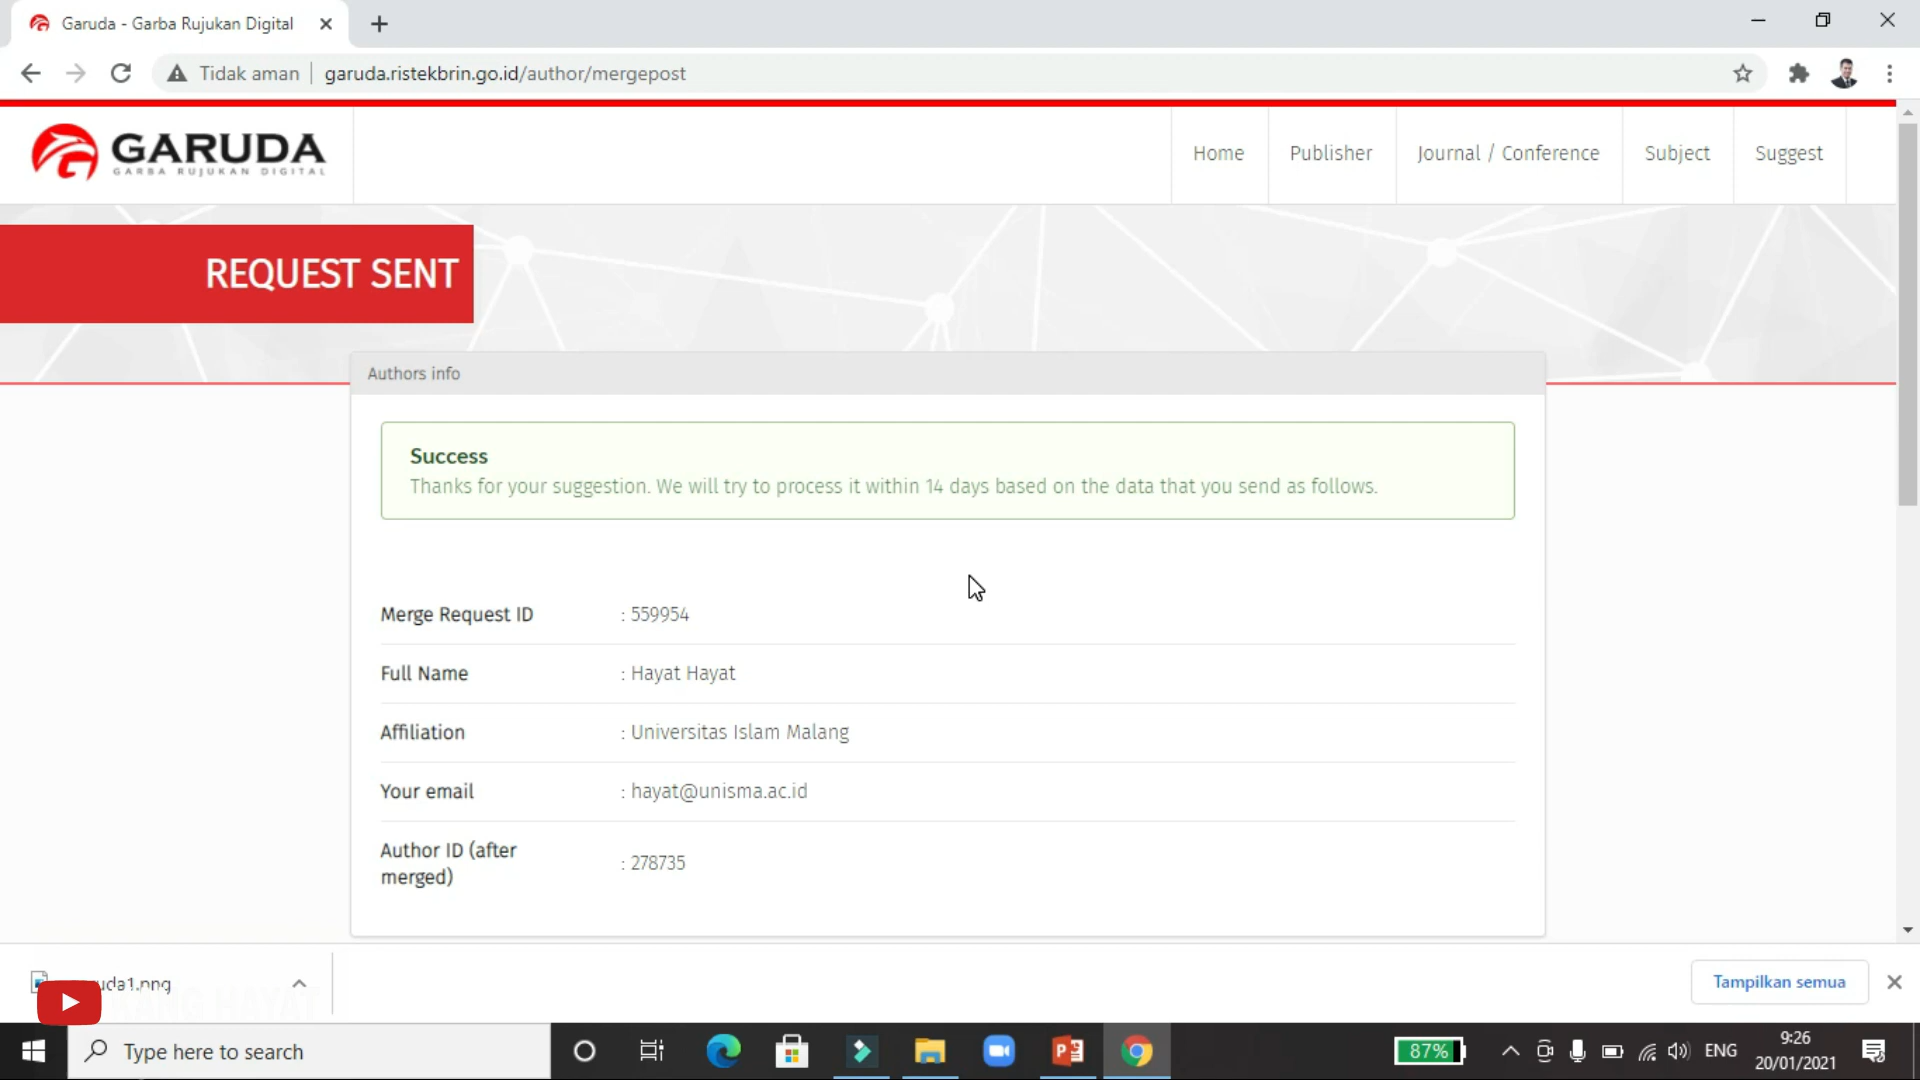 Garuda - Garba Rujukan Digital
Tidak aman
garuda.ristekbrin.go.id/author/mergepost
GARUDA
GARBA RUJUKAN DIGITAL
Home
Publisher
Journal / Conference
Subject
Suggest
REQUEST SENT
Authors info
Success
Thanks for your suggestion. We will try to process it within 14 days based on the data that you send as follows.
Merge Request ID : 559954
Full Name : Hayat Hayat
Affiliation : Universitas Islam Malang
Your email : hayat@unisma.ac.id
Author ID (after
merged) : 278735
uda1.png
HAYAT
Tampilkan semua
Type here to search
87%
ENG
9:26
20/01/2021